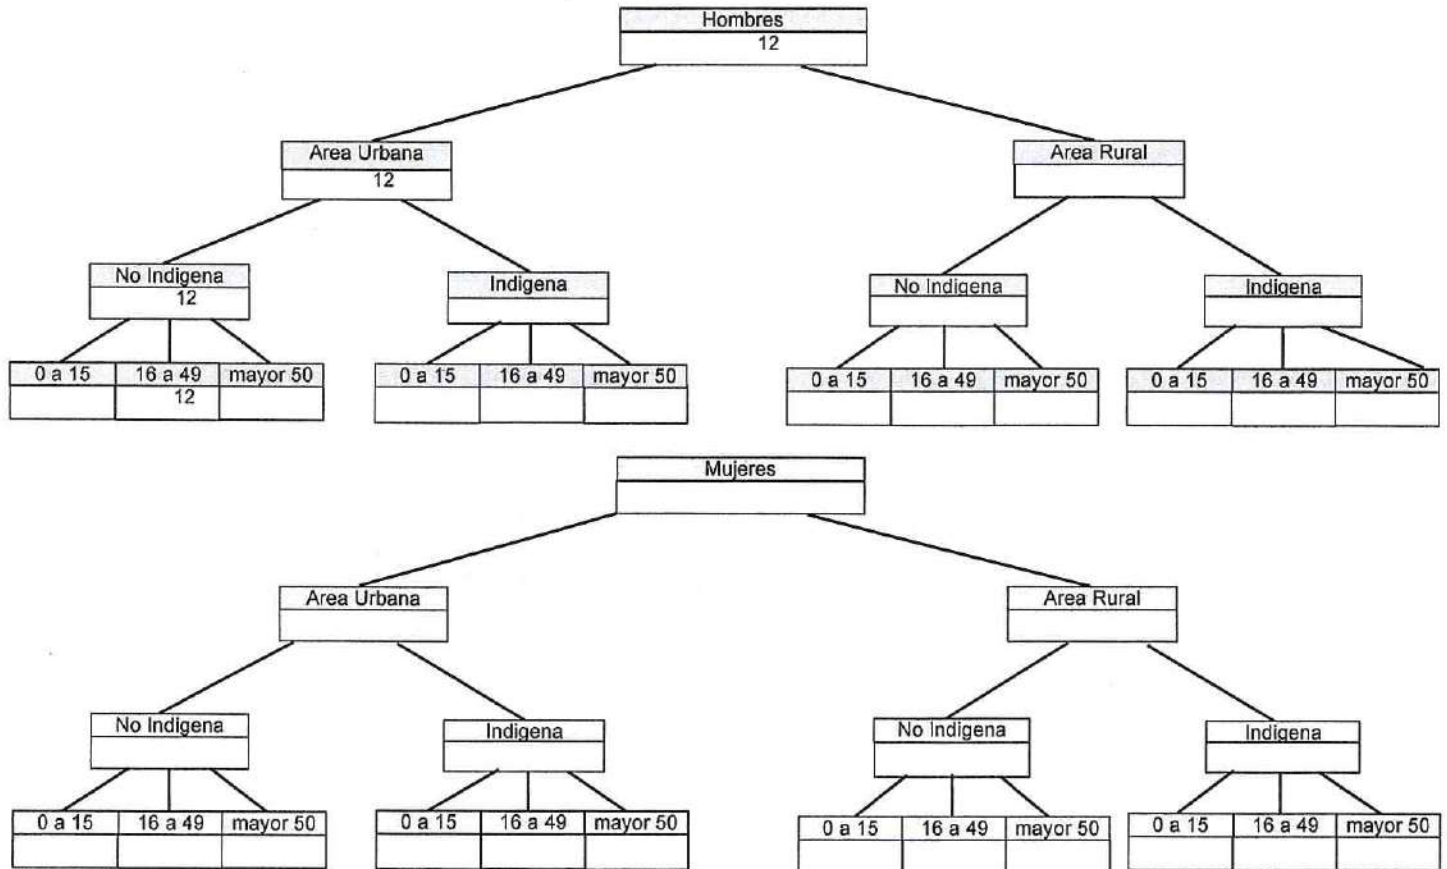 Hombres
12
Area Urbana
Area Rural
12
No Indigena
Indigena
No Indigena
Indigena
12
0 a 15
16 a 49
mayor 50
0 a 15
16 a 49
mayor 50
0 a 15
16 a 49
mayor 50
0 a 15
16 a 49
mayor 50
12
Mujeres
Area Urbana
Area Rural
No Indigena
Indigena
No Indigena
Indigena
0 a 15
16 a 49
mayor 50
0 a 15
16 a 49
mayor 50
0 a 15
16 a 49
mayor 50
0 a 15
16 a 49
mayor 50